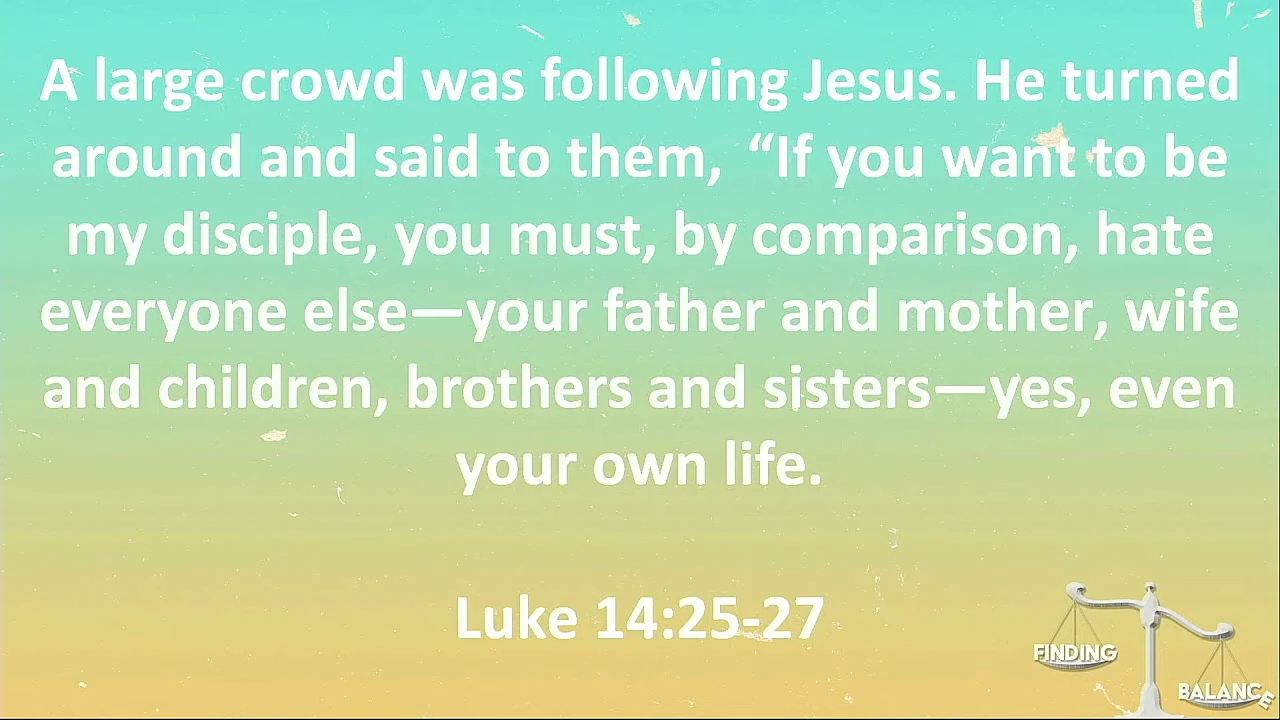 A large crowd was following Jesus. He turned
around and said to them,  “If you want to be
my disciple, you must, by comparison, hate
everyone else—your father and mother, wife
and children, brothers and sisters—yes, even
your own life.
Luke 14:25-27
FINDING
BALANCE